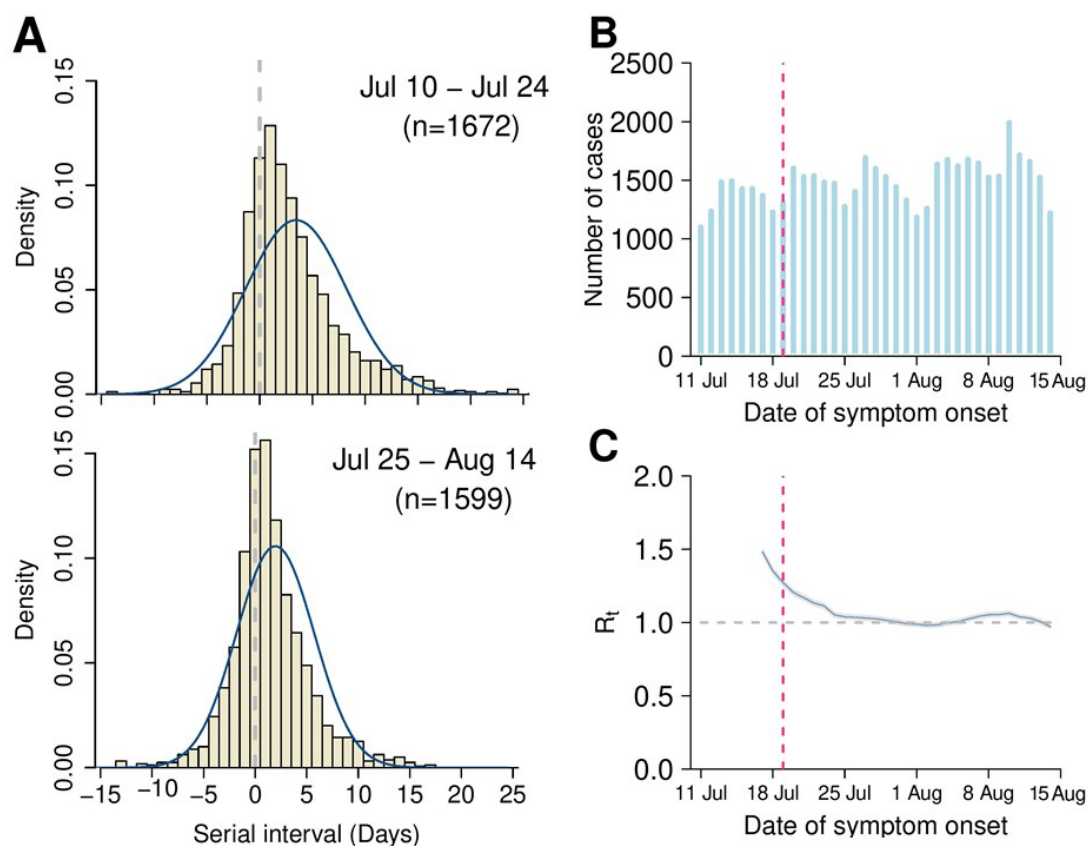 A
Jul 10 – Jul 24
(n=1672)
0.15
0.10
0.05
0.00
Density
Jul 25 – Aug 14
(n=1599)
0.15
0.10
0.05
0.00
Density
−15 −10 −5 0 5 10 15 20 25
Serial interval (Days)
B
2500
2000
1500
1000
500
0
Number of cases
11 Jul 18 Jul 25 Jul 1 Aug 8 Aug 15 Aug
Date of symptom onset
C
2.0
1.5
1.0
0.5
0.0
Rt
11 Jul 18 Jul 25 Jul 1 Aug 8 Aug 15 Aug
Date of symptom onset